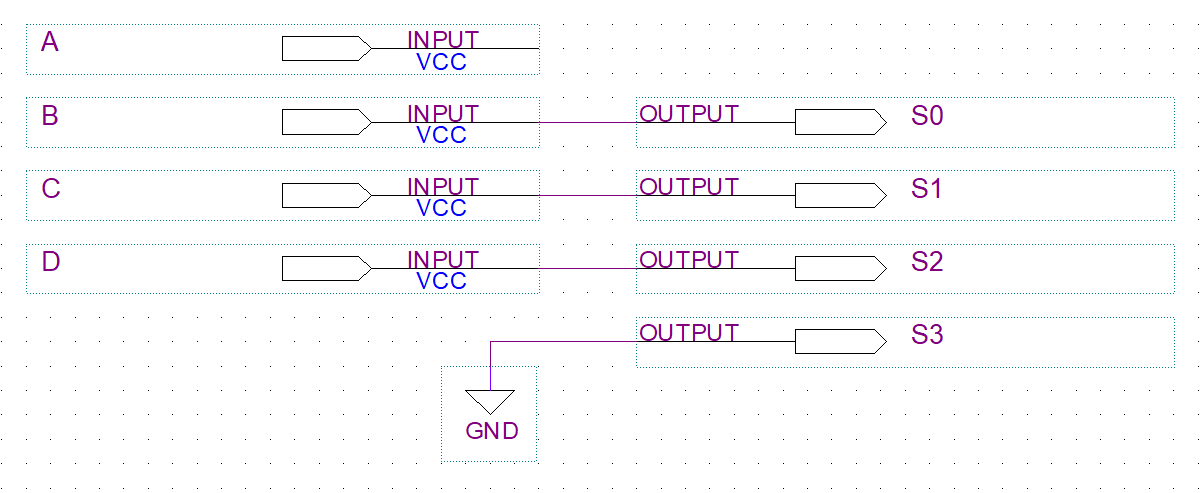 A INPUT
VCC
B INPUT OUTPUT S0
VCC
C INPUT OUTPUT S1
VCC
D INPUT OUTPUT S2
VCC
OUTPUT S3
GND